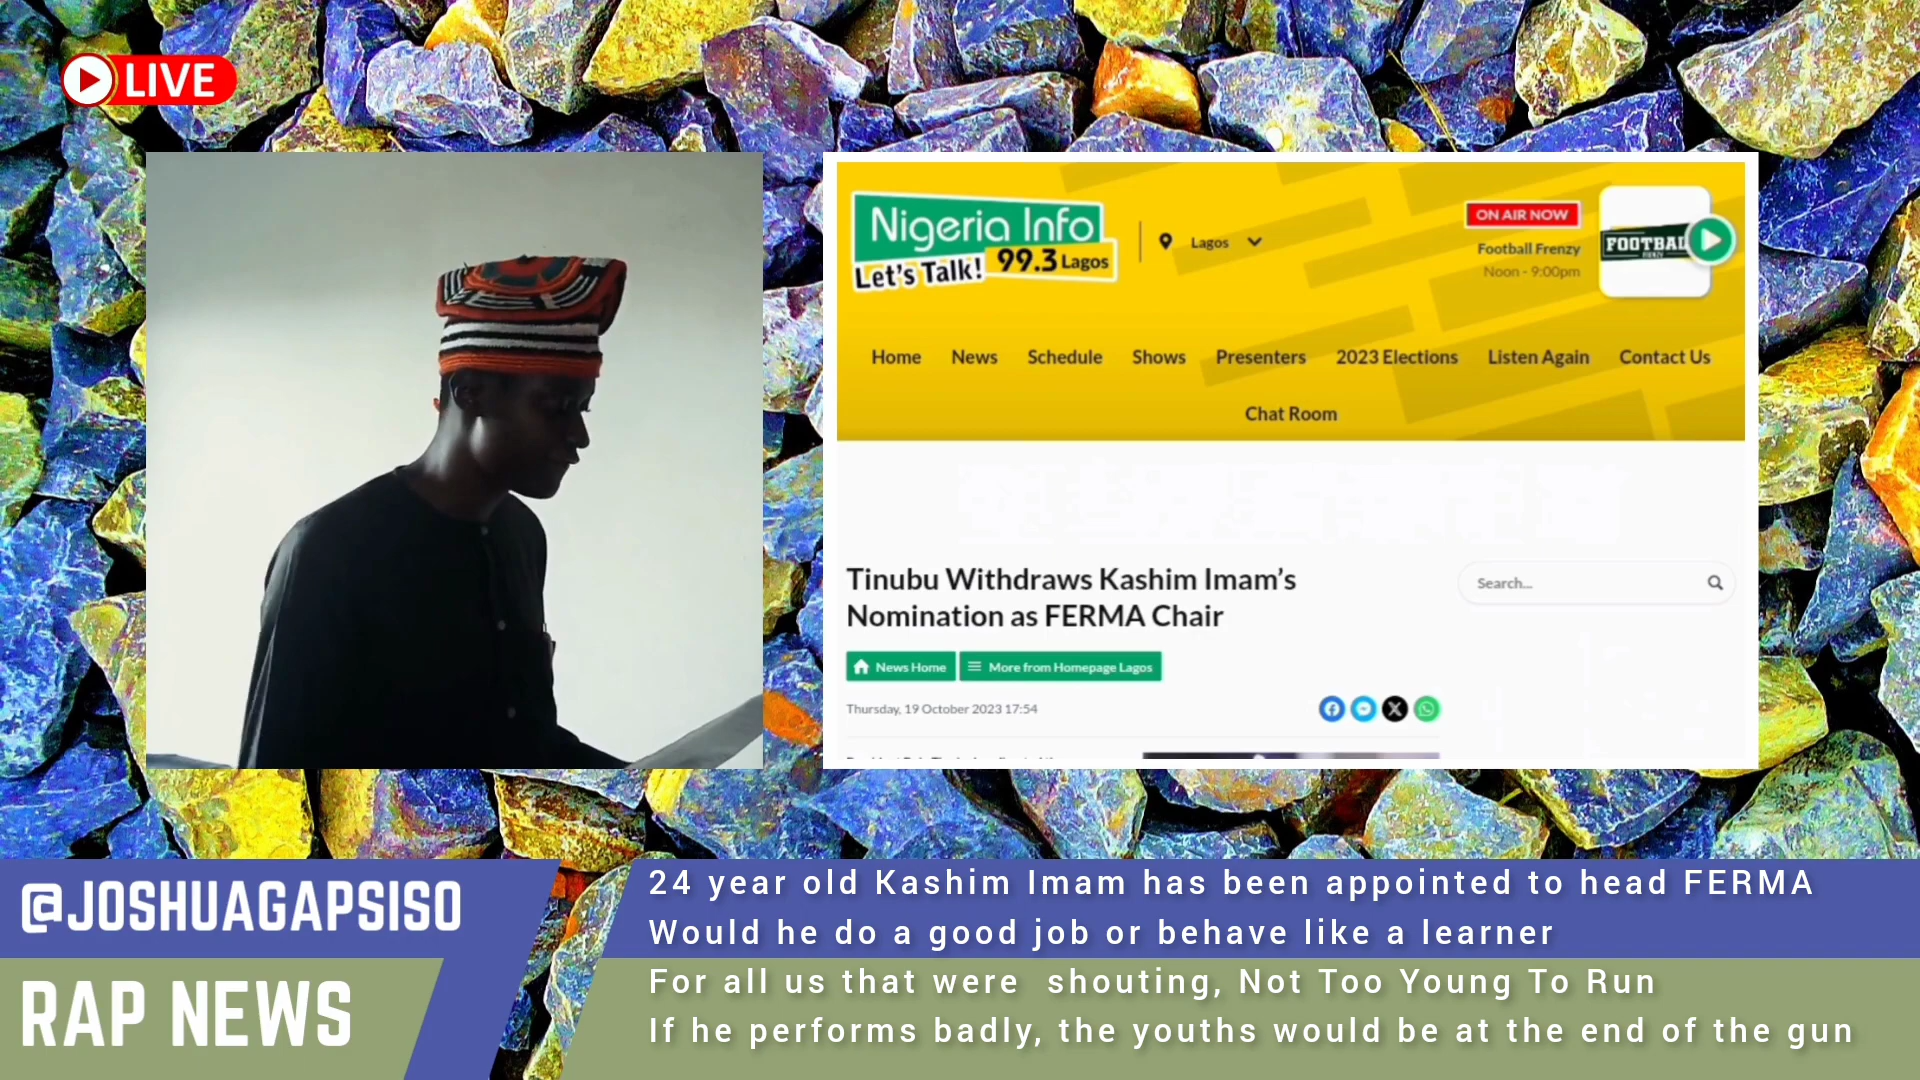 LIVE
Nigeria Info
Let's Talk! 99.3 Lagos
Lagos
ON AIR NOW
Football Frenzy
Noon - 9:00pm
FOOTBAL
FRENZY
Home News Schedule Shows Presenters 2023 Elections Listen Again Contact Us
Chat Room
Tinubu Withdraws Kashim Imam's
Nomination as FERMA Chair
Search...
News Home More from Homepage Lagos
Thursday, 19 October 2023 17:54
@JOSHUAGAPSISO
RAP NEWS
24 year old Kashim Imam has been appointed to head FERMA
Would he do a good job or behave like a learner
For all us that were shouting, Not Too Young To Run
If he performs badly, the youths would be at the end of the gun